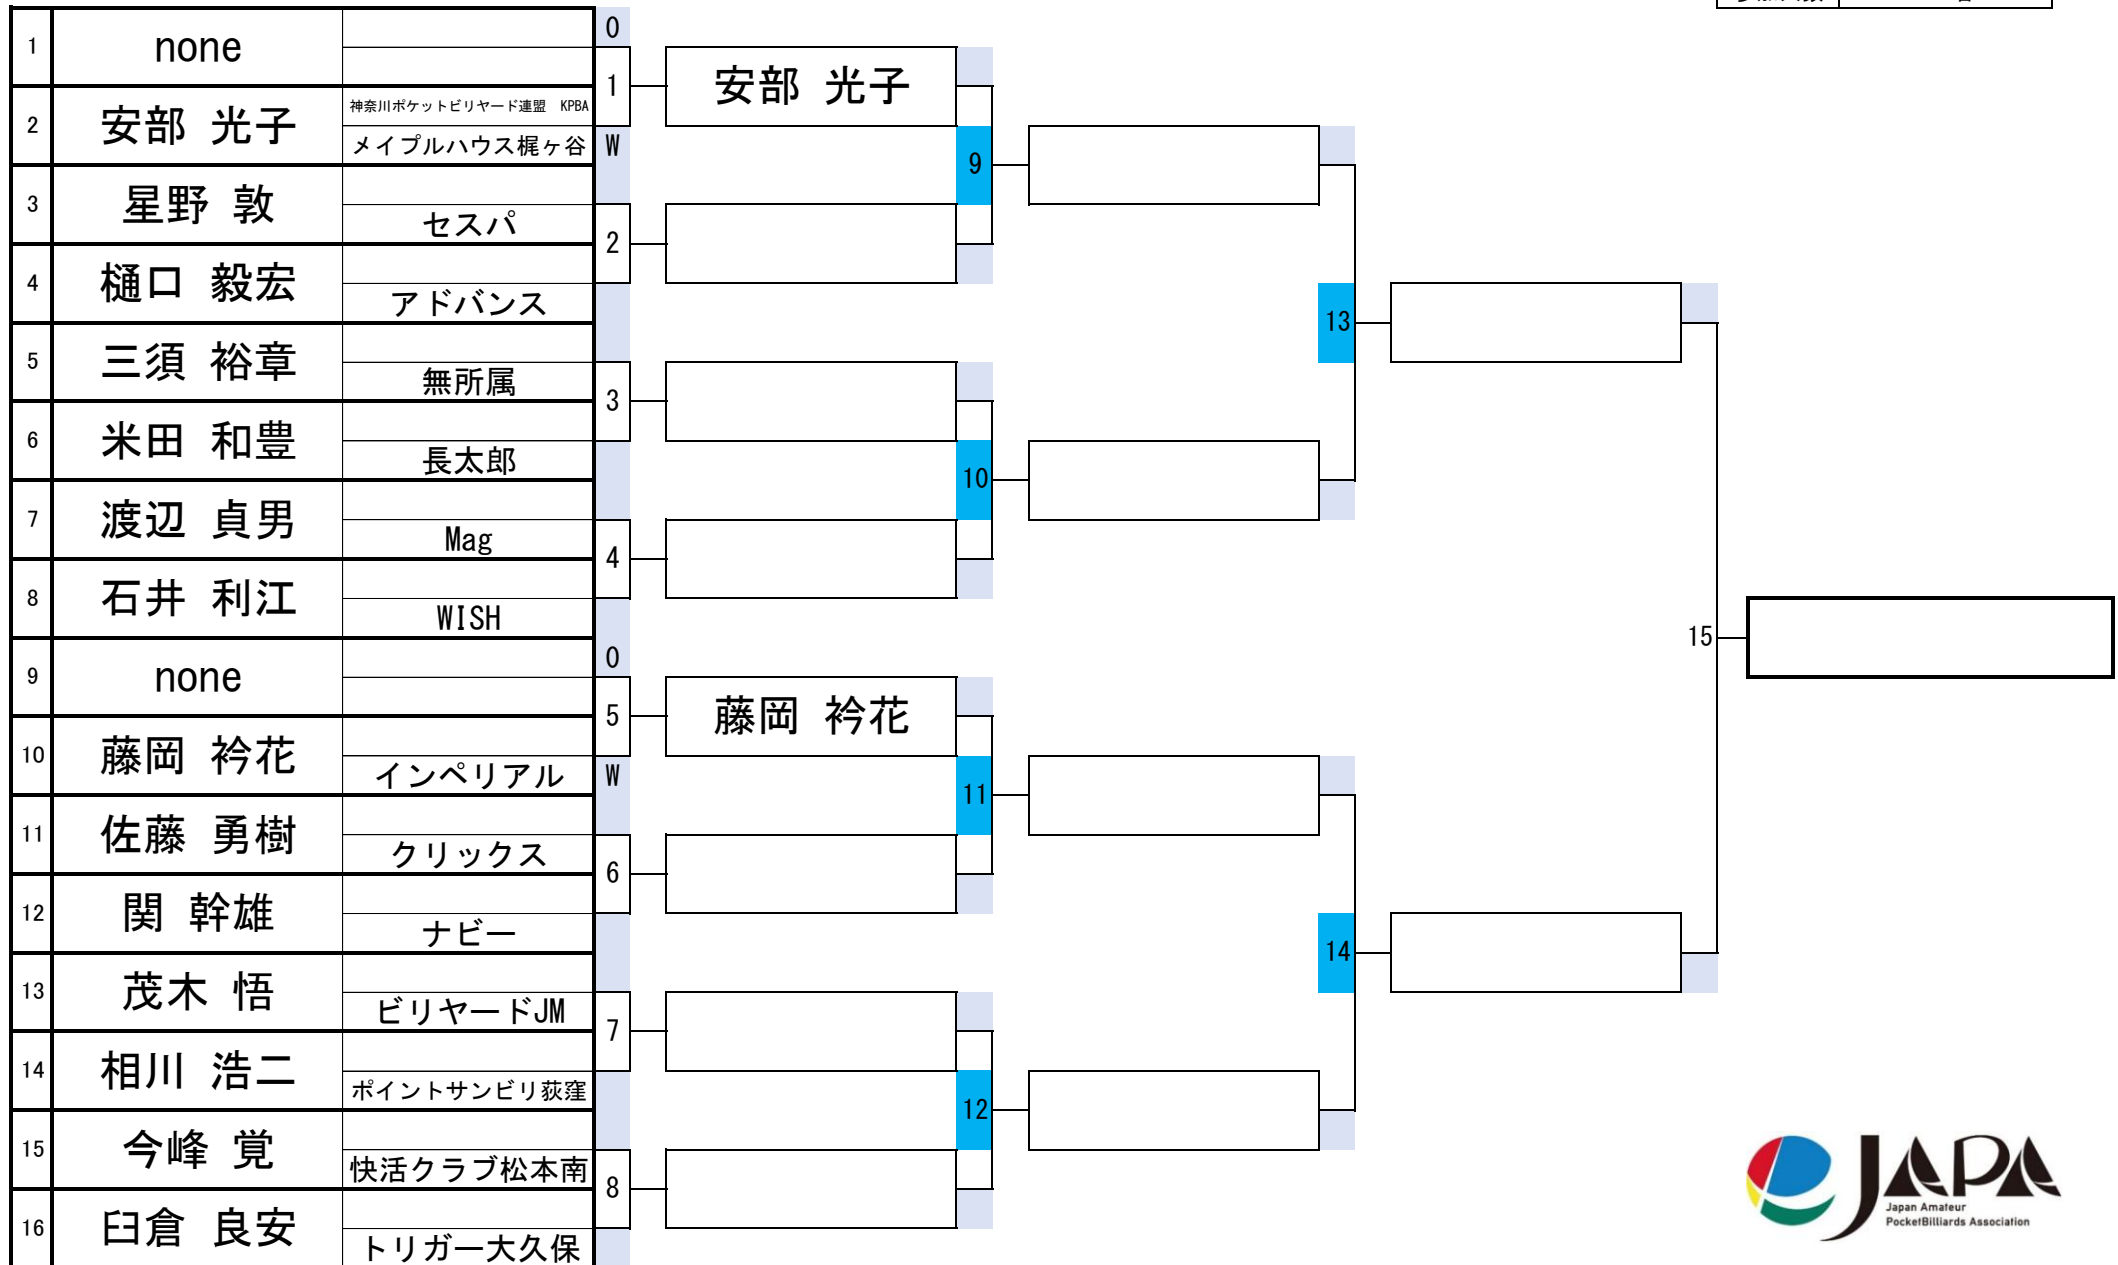 1
none
0
2
安部 光子
神奈川ポケットビリヤード連盟 KPBA
メイプルハウス梶ヶ谷
W
1
安部 光子
3
星野 敦
セスパ
9
4
樋口 毅宏
アドバンス
2
5
三須 裕章
無所属
13
6
米田 和豊
長太郎
3
7
渡辺 貞男
Mag
10
8
石井 利江
WISH
4
9
none
0
15
10
藤岡 衿花
インペリアル
W
5
藤岡 衿花
11
佐藤 勇樹
クリックス
11
12
関 幹雄
ナビー
6
13
茂木 悟
ビリヤードJM
14
14
相川 浩二
ポイントサンビリ荻窪
7
15
今峰 覚
快活クラブ松本南
12
16
臼倉 良安
トリガー大久保
8
JAPA
Japan Amateur
PocketBilliards Association